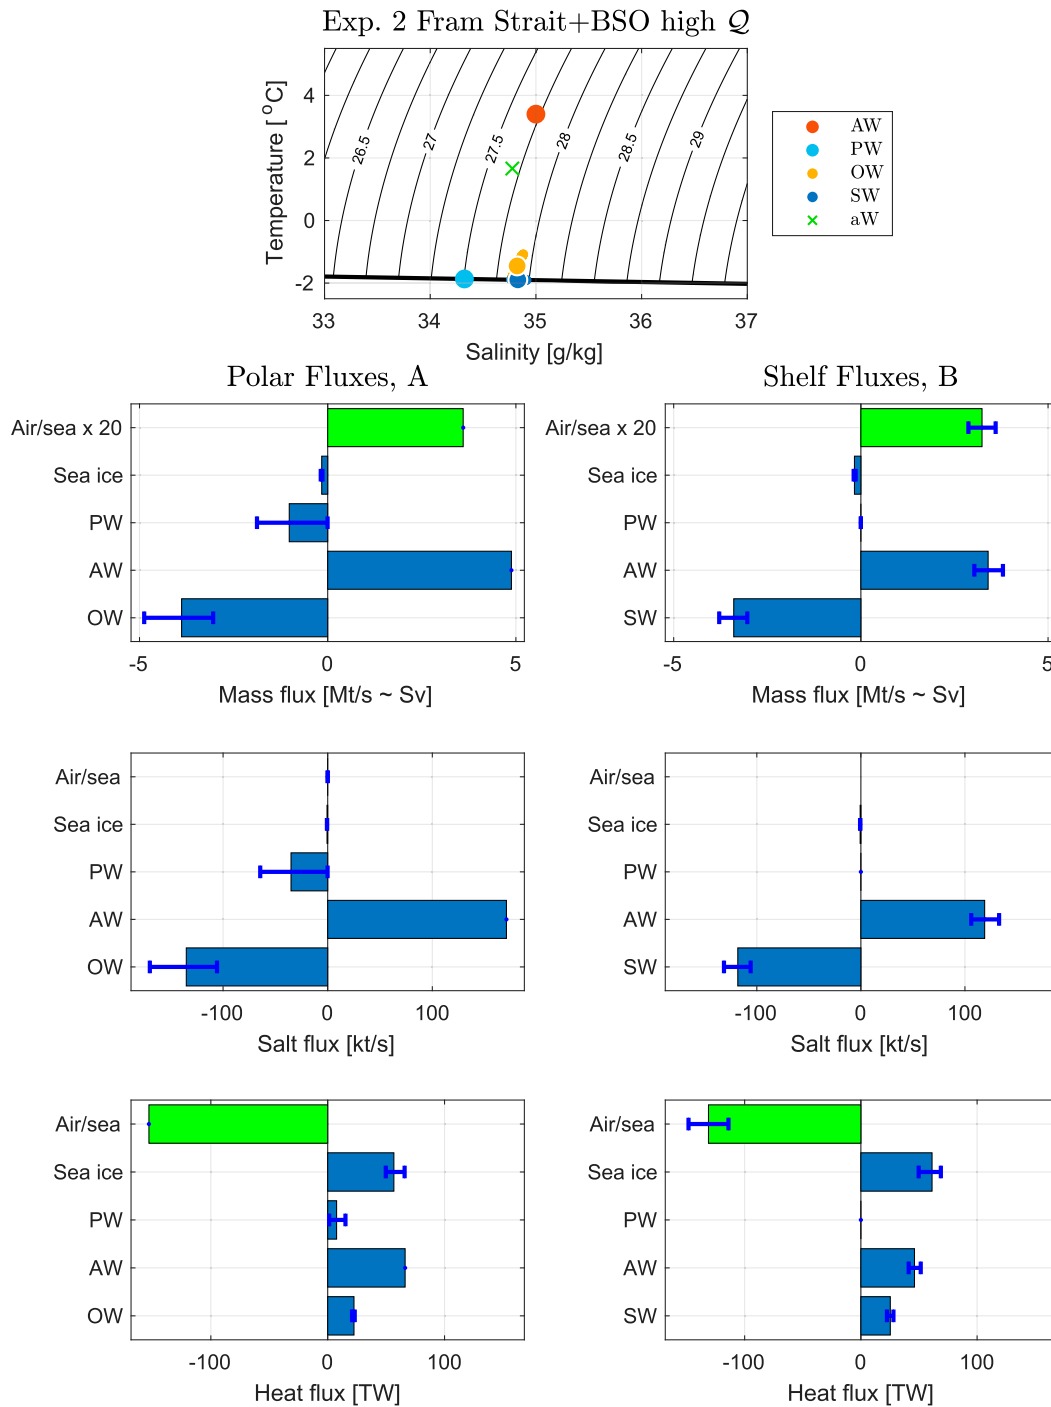 Exp. 2 Fram Strait+BSO high 𝒬
Temperature [ °C]
4
2
0
-2
26.5
27
27.5
28
28.5
29
33
34
35
36
37
Salinity [g/kg]
AW
PW
OW
SW
aW
Polar Fluxes, A
Air/sea x 20
Sea ice
PW
AW
OW
-5
0
5
Mass flux [Mt/s ~ Sv]
Shelf Fluxes, B
Air/sea x 20
Sea ice
PW
AW
SW
-5
0
5
Mass flux [Mt/s ~ Sv]
Air/sea
Sea ice
PW
AW
OW
-100
0
100
Salt flux [kt/s]
Air/sea
Sea ice
PW
AW
SW
-100
0
100
Salt flux [kt/s]
Air/sea
Sea ice
PW
AW
OW
-100
0
100
Heat flux [TW]
Air/sea
Sea ice
PW
AW
SW
-100
0
100
Heat flux [TW]